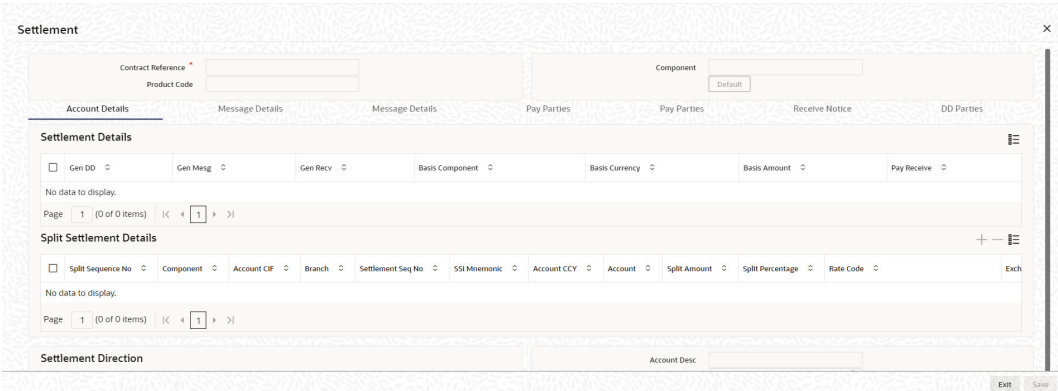 Settlement
Contract Reference *
Product Code
Component
Default
Account Details Message Details Message Details Pay Parties Pay Parties Receive Notice DD Parties
Settlement Details
Gen DD Gen Mesg Gen Recv Basis Component Basis Currency Basis Amount Pay Receive
No data to display.
Page 1 (0 of 0 items) 1
Split Settlement Details
Split Sequence No Component Account CIF Branch Settlement Seq No SSI Mnemonic Account CCY Account Split Amount Split Percentage Rate Code Exch
No data to display.
Page 1 (0 of 0 items) 1
Settlement Direction
Account Desc
Exit Save